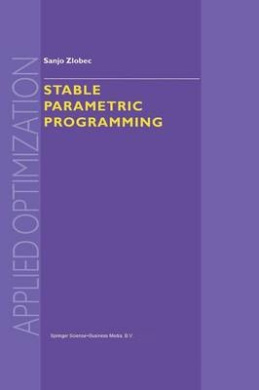 APPLIED OPTIMIZATION
Sanjo Zlobec
STABLE
PARAMETRIC
PROGRAMMING
Springer Science+Business Media, B.V.